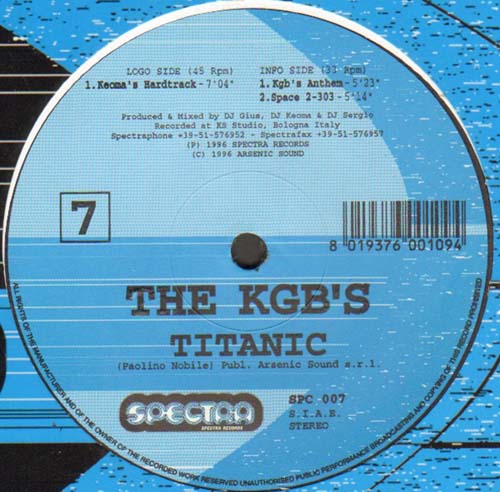 LOGO SIDE (45 Rpm)
1.Keoma's Hardtrack - 7'04"
INFO SIDE (33 Rpm)
1.Kgb's Anthem - 5'23"
2.Space 2-303 - 5'14"
Produced & Mixed by DJ Gius, DJ Keoma & DJ Sergio
Recorded at KS Studio, Bologna Italy
Spectraphone +39-51-576952 - Spectrafax +39-51-576957
(P) 1996 SPECTRA RECORDS
(C) 1996 ARSENIC SOUND
7
8 019376 001094
THE KGB'S
TITANIC
(Paolino Nobile) Publ. Arsenic Sound s.r.l.
SPECTRA
SPECTRA RECORDS
SPC 007
S.I.A.E.
STEREO
ALL RIGHTS OF THE MANUFACTURER AND OF THE OWNER OF THE RECORDED WORK RESERVED UNAUTHORISED PUBLIC PERFORMANCE BROADCASTING AND COPYING OF THIS RECORD PROHIBITED